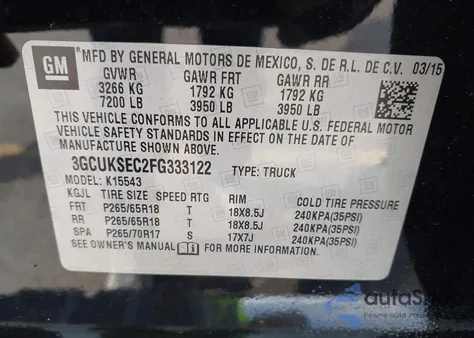 GM
MFD BY GENERAL MOTORS DE MEXICO, S. DE R.L. DE C.V. 03/15
GVWR GAWR FRT GAWR RR
3266 KG 1792 KG 1792 KG
7200 LB 3950 LB 3950 LB
THIS VEHICLE CONFORMS TO ALL APPLICABLE U.S. FEDERAL MOTOR
VEHICLE SAFETY STANDARDS IN EFFECT ON THE DATE OF
MANUFACTURE SHOWN ABOVE.
3GCUKSEC2FG333122 TYPE: TRUCK
MODEL: K15543
KGJL TIRE SIZE SPEED RTG RIM COLD TIRE PRESSURE
FRT P265/65R18 T 18X8.5J 240KPA(35PSI)
RR P265/65R18 T 18X8.5J 240KPA(35PSI)
SPA P265/70R17 S 17X7J 240KPA(35PSI)
SEE OWNER'S MANUAL FOR MORE INFORMATION